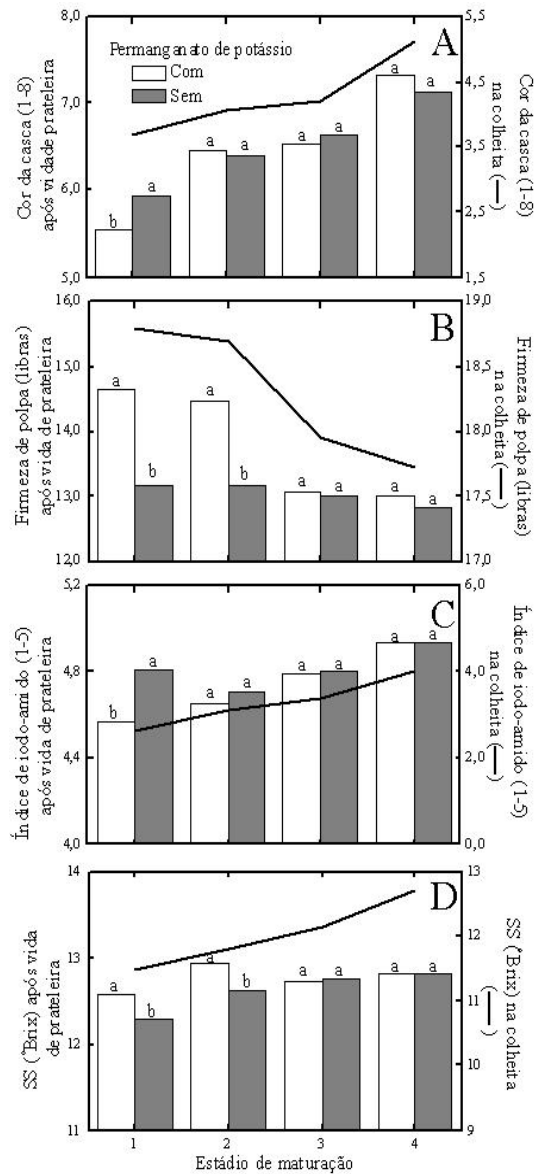 8,0
5,5
A
Permanganato de potássio
Com
Sem
a
a
a
a
a
a
a
b
7,0
6,0
5,0
4,5
3,5
2,5
1,5
Cor da casca (1-8)
após vidade prateleira
Cor da casca (1-8)
na colheita (—)
16,0
19,0
B
a
a
b
b
a
a
a
a
15,0
14,0
13,0
12,0
18,5
18,0
17,5
17,0
Firmeza de polpa (libras)
após vida de prateleira
Firmeza de polpa (libras)
na colheita (—)
5,2
6,0
C
b
a
a
a
a
a
a
a
4,8
4,4
4,0
4,0
2,0
0,0
Índice de iodo-amido (1-5)
após vida de prateleira
Índice de iodo-amido (1-5)
na colheita (—)
14
13
D
a
b
a
b
a
a
a
a
13
12
11
12
11
10
9
SS (°Brix) após vida
de prateleira
SS (°Brix) na colheita
(—)
1
2
3
4
Estádio de maturação